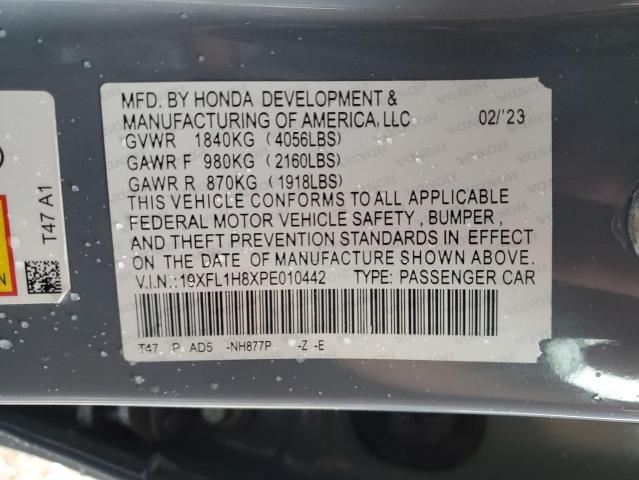 MFD. BY HONDA DEVELOPMENT &
MANUFACTURING OF AMERICA, LLC 02/'23
GVWR 1840KG (4056LBS)
GAWR F 980KG (2160LBS)
GAWR R 870KG (1918LBS)
THIS VEHICLE CONFORMS TO ALL APPLICABLE
FEDERAL MOTOR VEHICLE SAFETY , BUMPER ,
AND THEFT PREVENTION STANDARDS IN EFFECT
ON THE DATE OF MANUFACTURE SHOWN ABOVE.
V.I.N.:19XFL1H8XPE010442 TYPE: PASSENGER CAR
T47 P AD5 -NH877P -Z -E
T47 A1